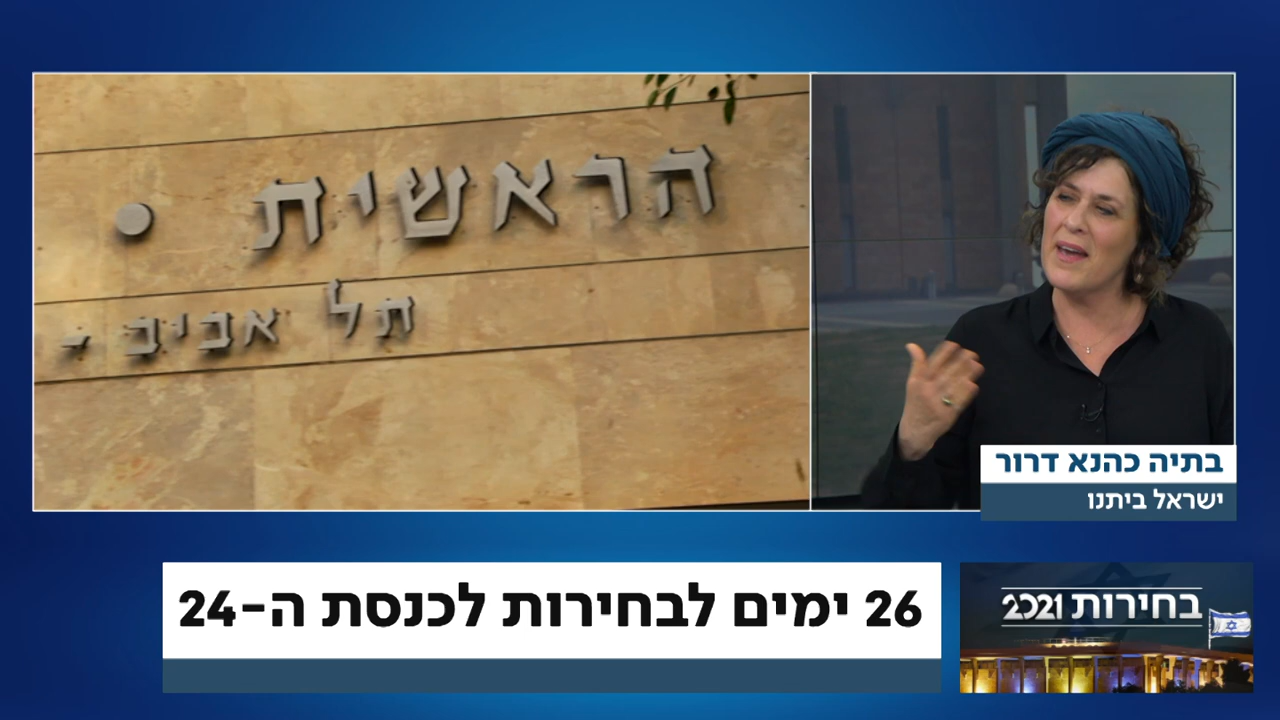 הראשית •
תל אביב -
בתיה כהנא דרור
ישראל ביתנו
26 ימים לבחירות לכנסת ה-24
בחירות 2021